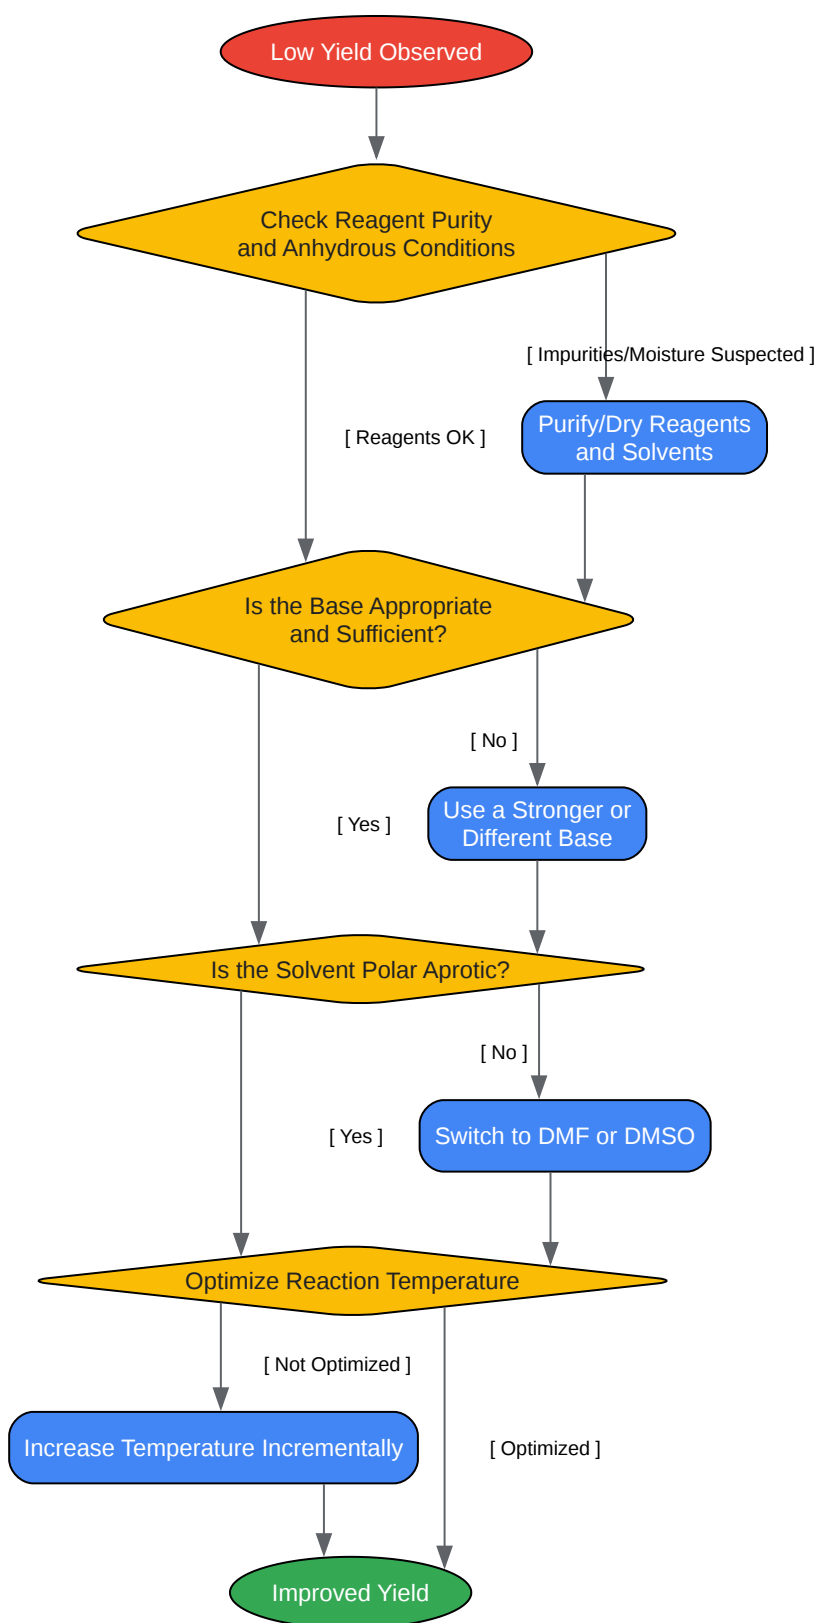 Low Yield Observed
Check Reagent Purity
and Anhydrous Conditions
[ Impurities/Moisture Suspected ]
[ Reagents OK ]
Purify/Dry Reagents
and Solvents
Is the Base Appropriate
and Sufficient?
[ No ]
[ Yes ]
Use a Stronger or
Different Base
Is the Solvent Polar Aprotic?
[ No ]
[ Yes ]
Switch to DMF or DMSO
Optimize Reaction Temperature
[ Not Optimized ]
Increase Temperature Incrementally
[ Optimized ]
Improved Yield